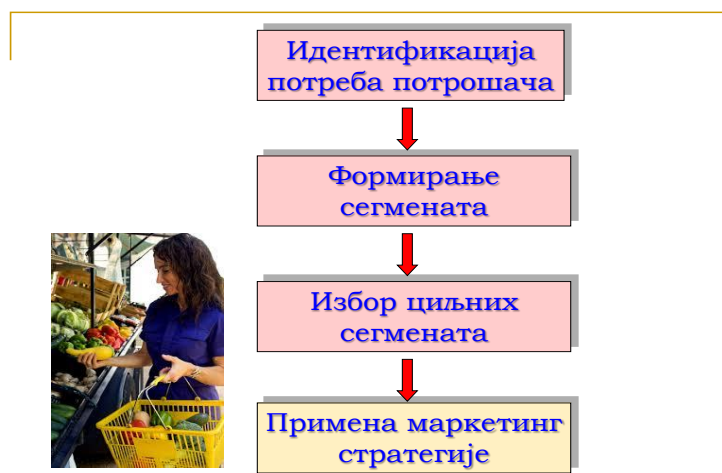 Идентификација
потреба потрошача
Формирање
сегмената
Избор циљних
сегмената
Примена маркетинг
стратегије